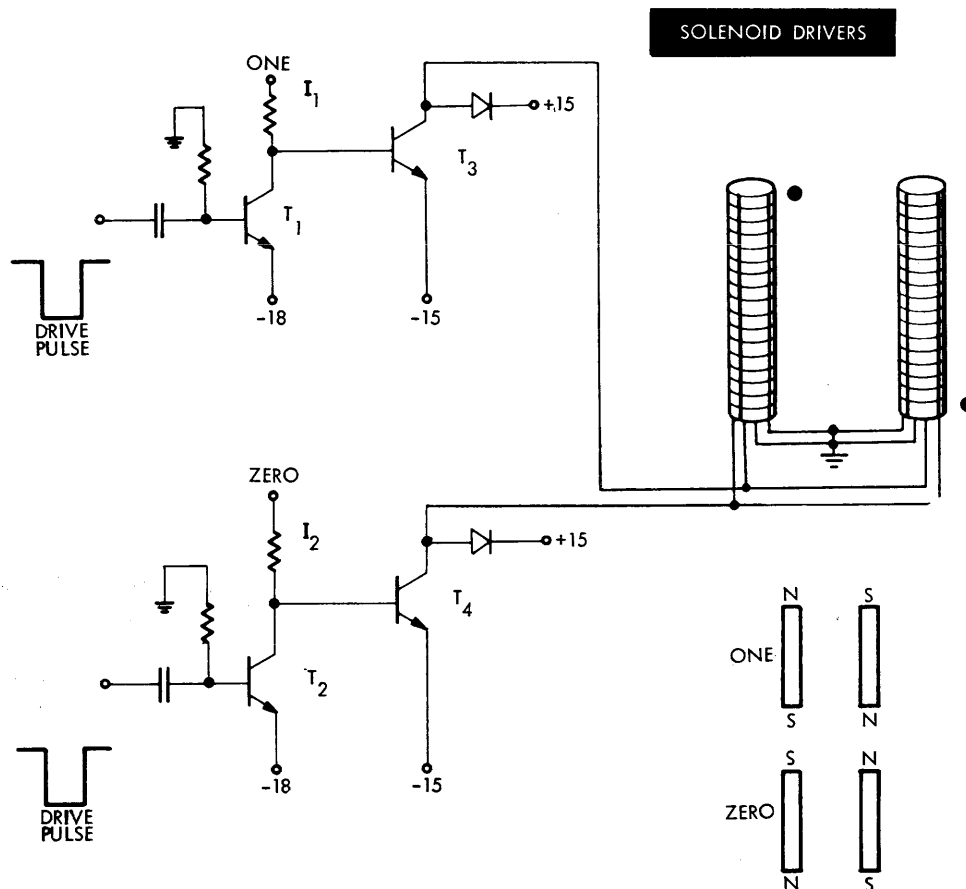 SOLENOID DRIVERS
ONE
I1
+15
T3
T1
-18
-15
DRIVE
PULSE
ZERO
I2
+15
T4
T2
-18
-15
DRIVE
PULSE
N S
ONE
S N
S N
ZERO
N S